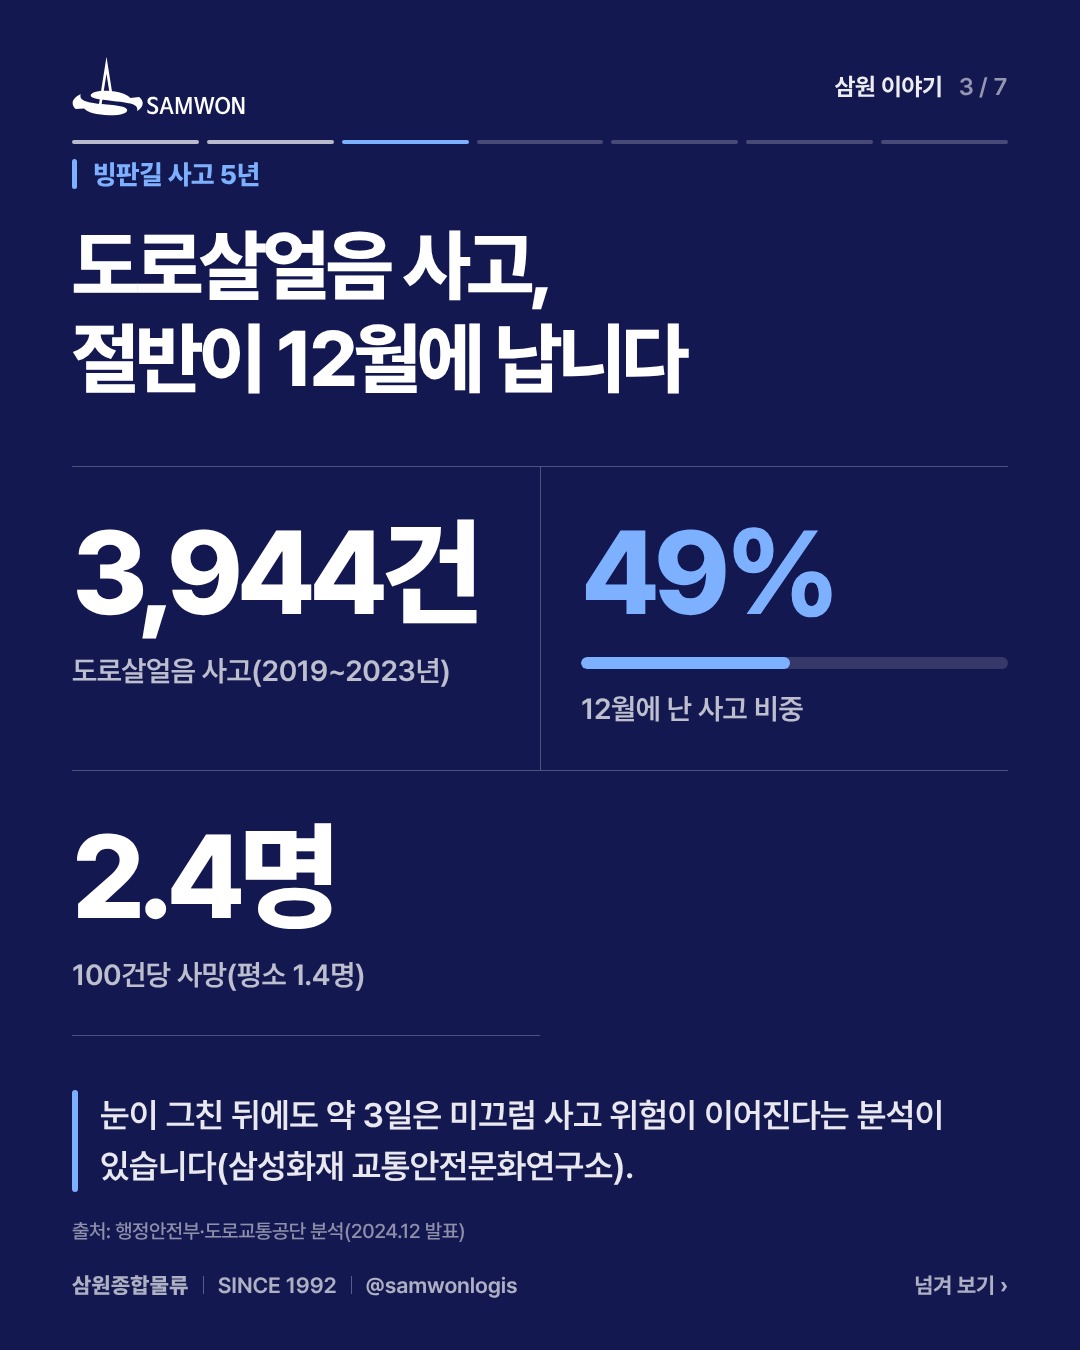 SAMWON
삼원 이야기 3 / 7
빙판길 사고 5년
도로살얼음 사고,
절반이 12월에 납니다
3,944건
도로살얼음 사고(2019~2023년)
49%
12월에 난 사고 비중
2.4명
100건당 사망(평소 1.4명)
눈이 그친 뒤에도 약 3일은 미끄럼 사고 위험이 이어진다는 분석이
있습니다(삼성화재 교통안전문화연구소).
출처: 행정안전부·도로교통공단 분석(2024.12 발표)
삼원종합물류 | SINCE 1992 | @samwonlogis
넘겨 보기 ›